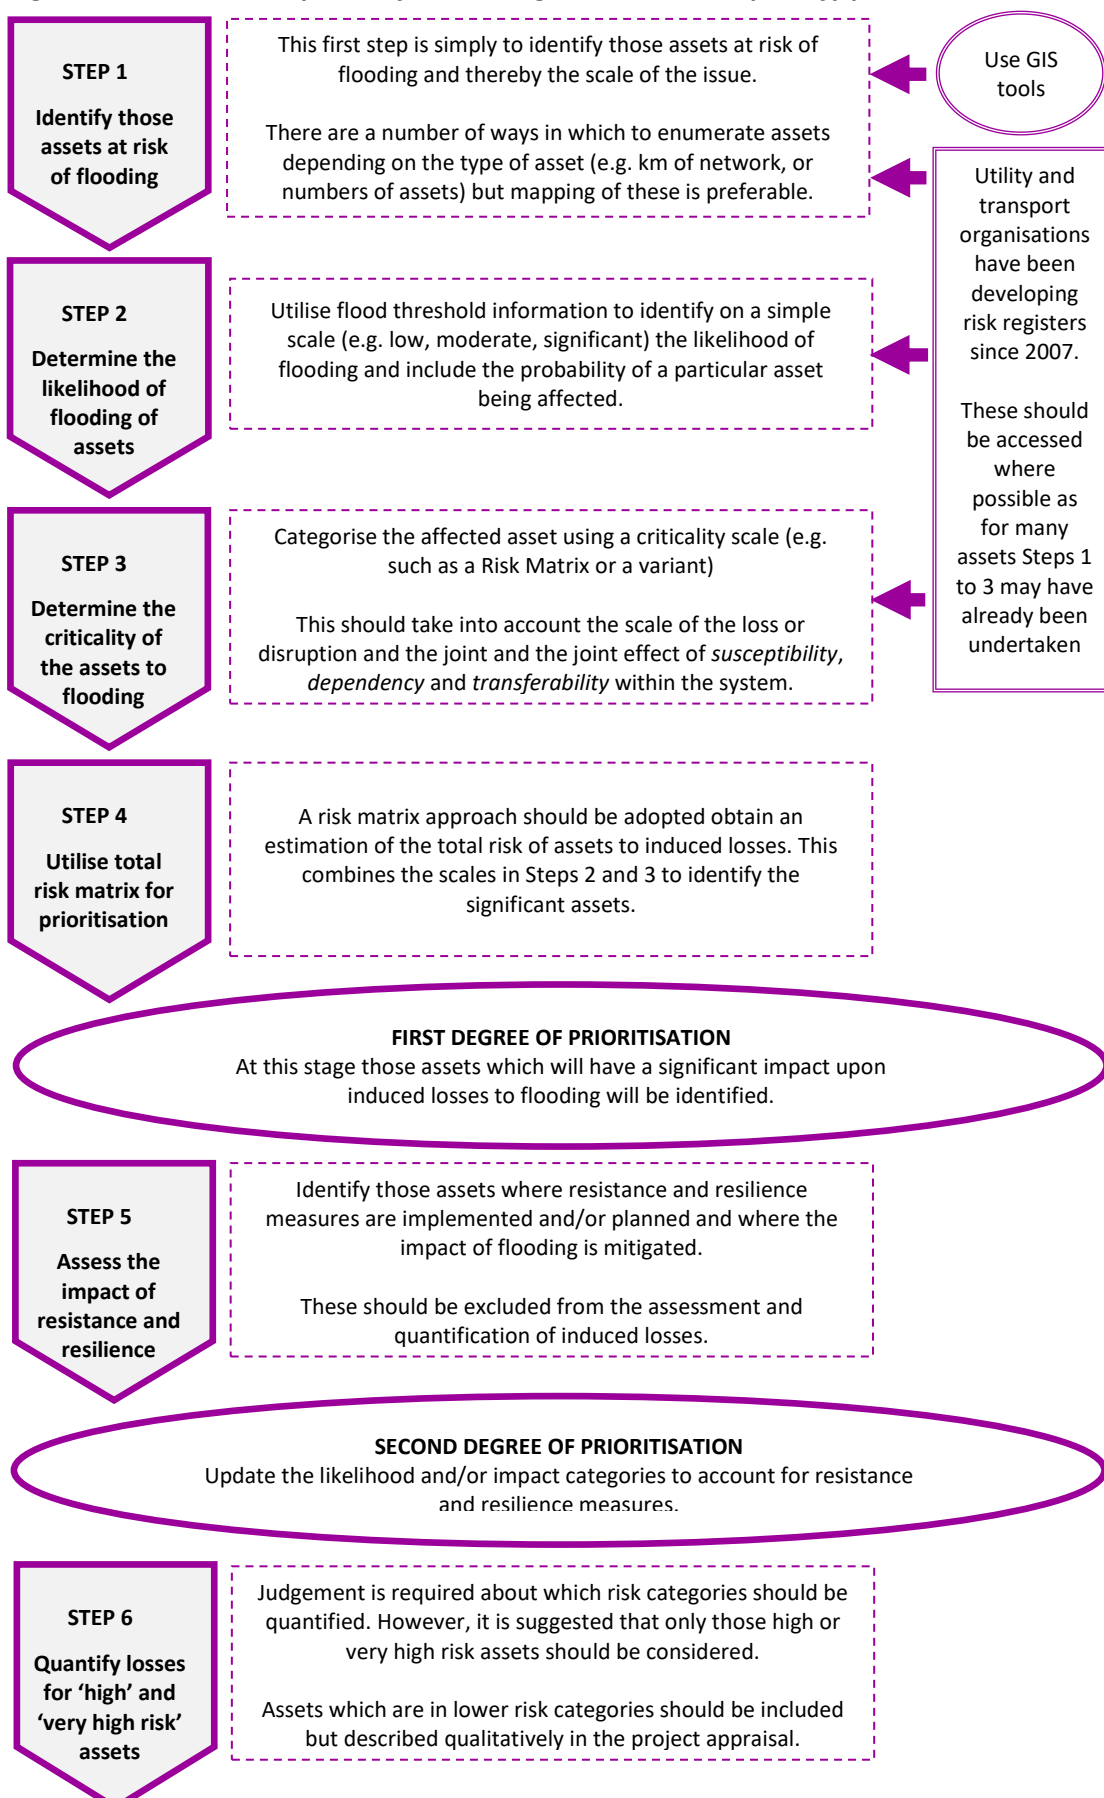 STEP 1
Identify those
assets at risk
of flooding
This first step is simply to identify those assets at risk of
flooding and thereby the scale of the issue.
There are a number of ways in which to enumerate assets
depending on the type of asset (e.g. km of network, or
numbers of assets) but mapping of these is preferable.
Use GIS
tools
Utility and
transport
organisations
have been
developing
risk registers
since 2007.
These should
be accessed
where
possible as
for many
assets Steps 1
to 3 may have
already been
undertaken
STEP 2
Determine the
likelihood of
flooding of
assets
Utilise flood threshold information to identify on a simple
scale (e.g. low, moderate, significant) the likelihood of
flooding and include the probability of a particular asset
being affected.
STEP 3
Determine the
criticality of
the assets to
flooding
Categorise the affected asset using a criticality scale (e.g.
such as a Risk Matrix or a variant)
This should take into account the scale of the loss or
disruption and the joint and the joint effect of susceptibility,
dependency and transferability within the system.
STEP 4
Utilise total
risk matrix for
prioritisation
A risk matrix approach should be adopted obtain an
estimation of the total risk of assets to induced losses. This
combines the scales in Steps 2 and 3 to identify the
significant assets.
FIRST DEGREE OF PRIORITISATION
At this stage those assets which will have a significant impact upon
induced losses to flooding will be identified.
STEP 5
Assess the
impact of
resistance and
resilience
Identify those assets where resistance and resilience
measures are implemented and/or planned and where the
impact of flooding is mitigated.
These should be excluded from the assessment and
quantification of induced losses.
SECOND DEGREE OF PRIORITISATION
Update the likelihood and/or impact categories to account for resistance
and resilience measures.
STEP 6
Quantify losses
for ‘high’ and
‘very high risk’
assets
Judgement is required about which risk categories should be
quantified. However, it is suggested that only those high or
very high risk assets should be considered.
Assets which are in lower risk categories should be included
but described qualitatively in the project appraisal.